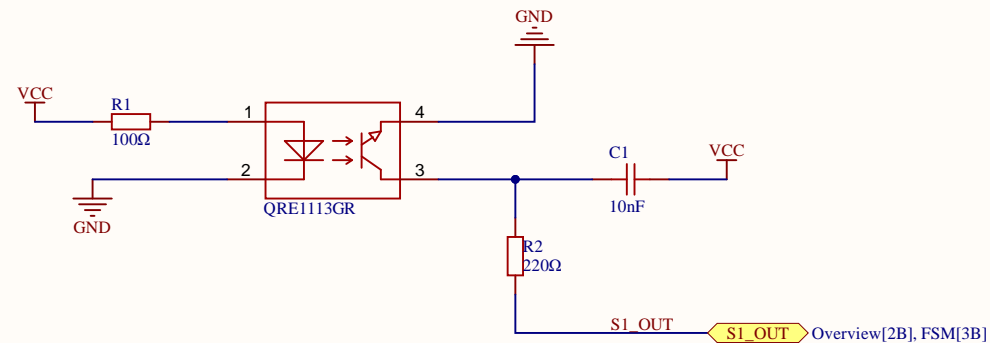 GND
VCC
R1
100Ω
1
4
2
3
QRE1113GR
GND
C1
10nF
VCC
R2
220Ω
S1_OUT
S1_OUT
Overview[2B], FSM[3B]